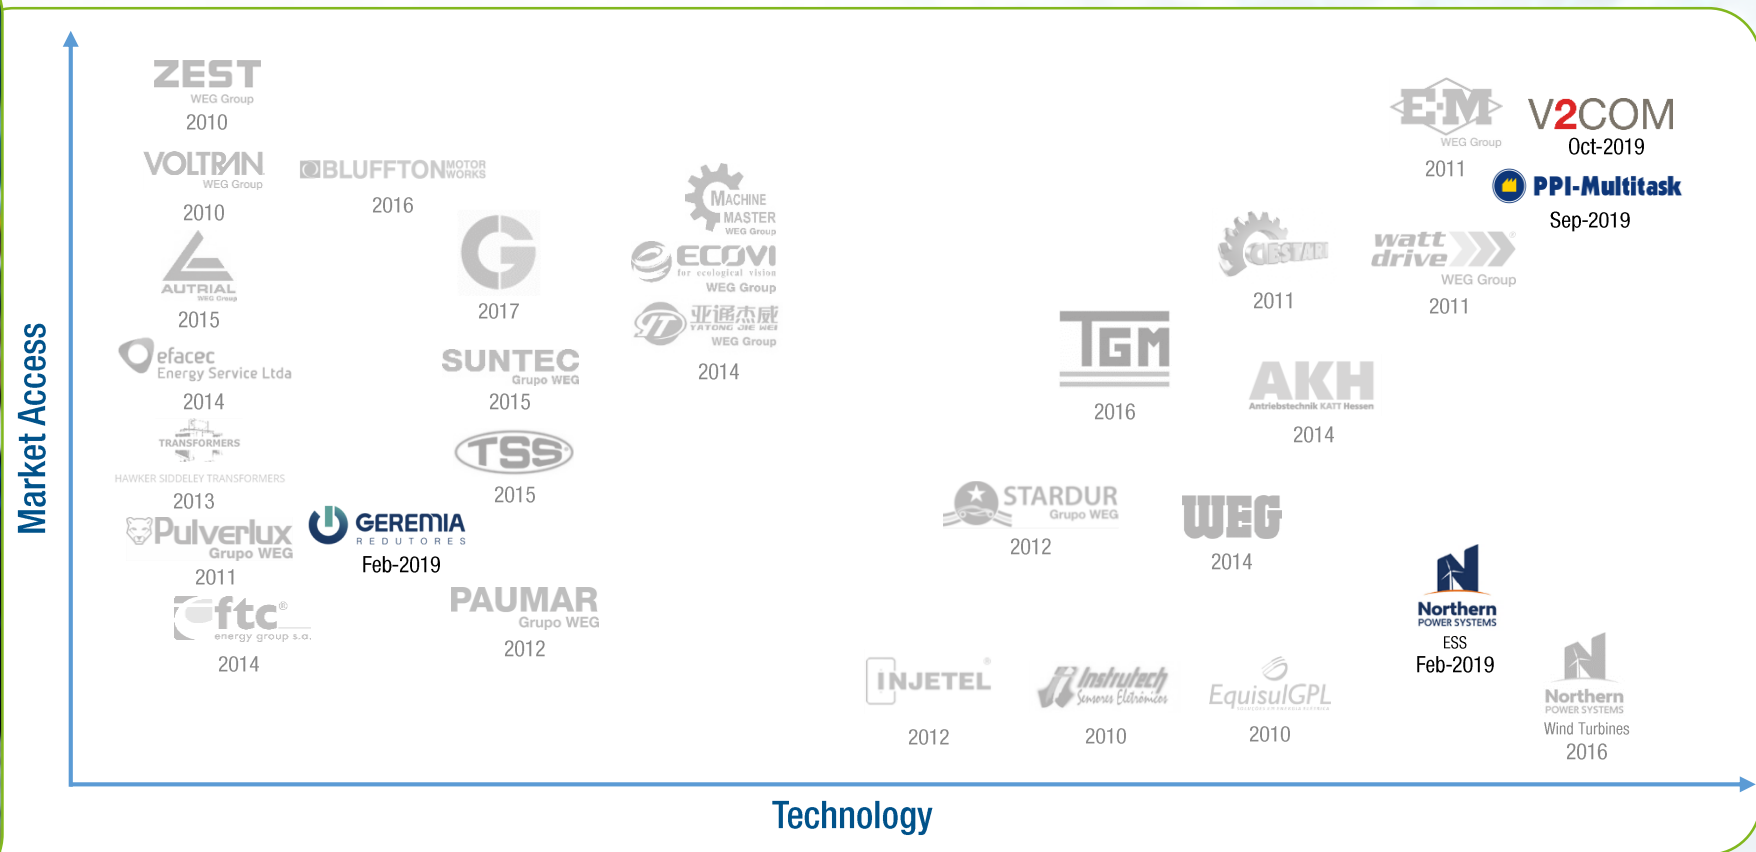 ZEST
WEG Group
2010
VOLTRAN
WEG Group
2010
AUTRIAL
WEG Group
2015
efacec
Energy Service Ltda
2014
TRANSFORMERS
HAWKER SIDDELEY TRANSFORMERS
2013
Pulverlux
Grupo WEG
2011
ftc®
energy group s.a.
2014
BLUFFTON MOTOR WORKS
2016
G
2017
SUNTEC
Grupo WEG
2015
TSS
2015
GEREMIA
REDUTORES
Feb-2019
PAUMAR
Grupo WEG
2012
MACHINE
MASTER
WEG Group
ECOVI
for ecological vision
WEG Group
亚通杰威
YATONG JIE WEI
WEG Group
2014
E·M
WEG Group
2011
V2COM
Oct-2019
PPI-Multitask
Sep-2019
CESTARI
2011
watt
drive®
WEG Group
2011
TGM
2016
AKH
Antriebstechnik KATT Hessen
2014
STARDUR
Grupo WEG
2012
WEG
2014
Northern
POWER SYSTEMS
ESS
Feb-2019
INJETEL®
2012
Instrutech
Sensores Eletrônicos
2010
EquisulGPL
2010
Northern
POWER SYSTEMS
Wind Turbines
2016
Market Access
Technology